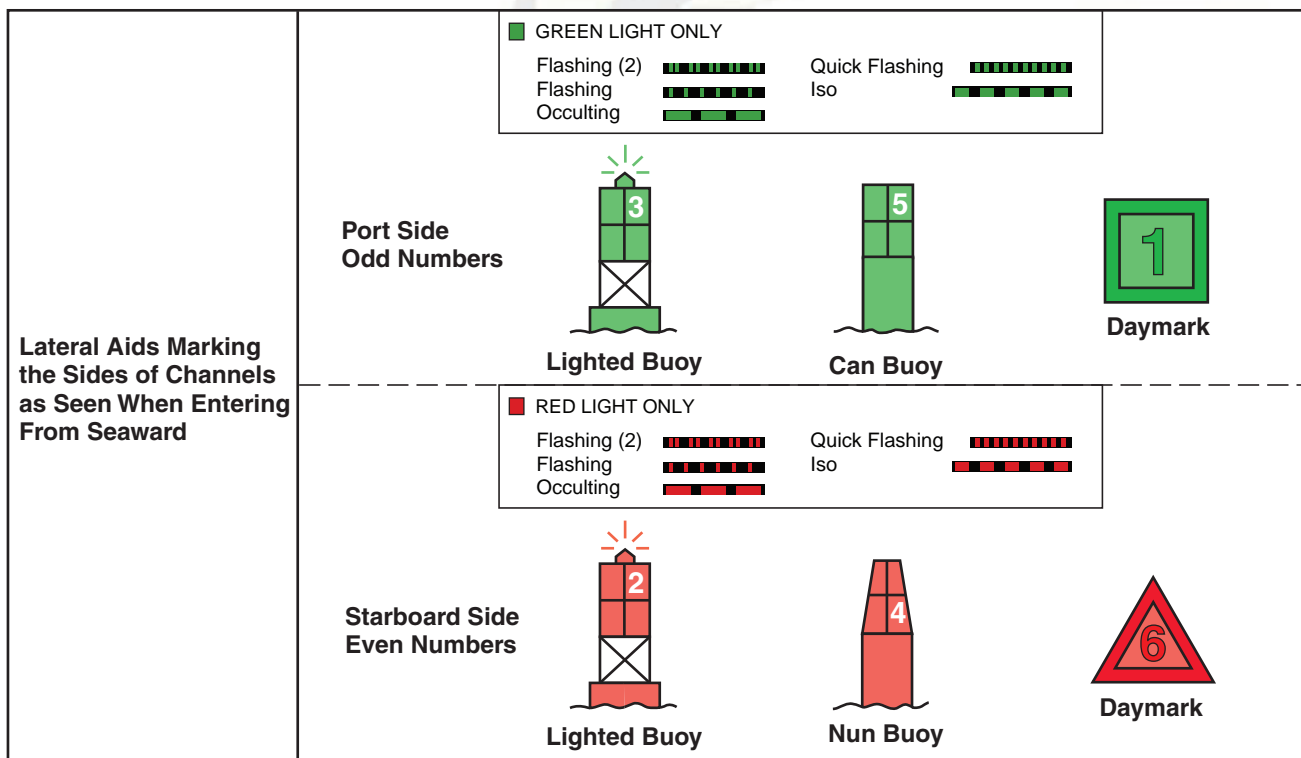 GREEN LIGHT ONLY
Flashing (2)
Quick Flashing
Flashing
Iso
Occulting
3
5
1
Port Side
Odd Numbers
Lighted Buoy
Can Buoy
Daymark
Lateral Aids Marking
the Sides of Channels
as Seen When Entering
From Seaward
RED LIGHT ONLY
Flashing (2)
Quick Flashing
Flashing
Iso
Occulting
2
4
6
Starboard Side
Even Numbers
Lighted Buoy
Nun Buoy
Daymark